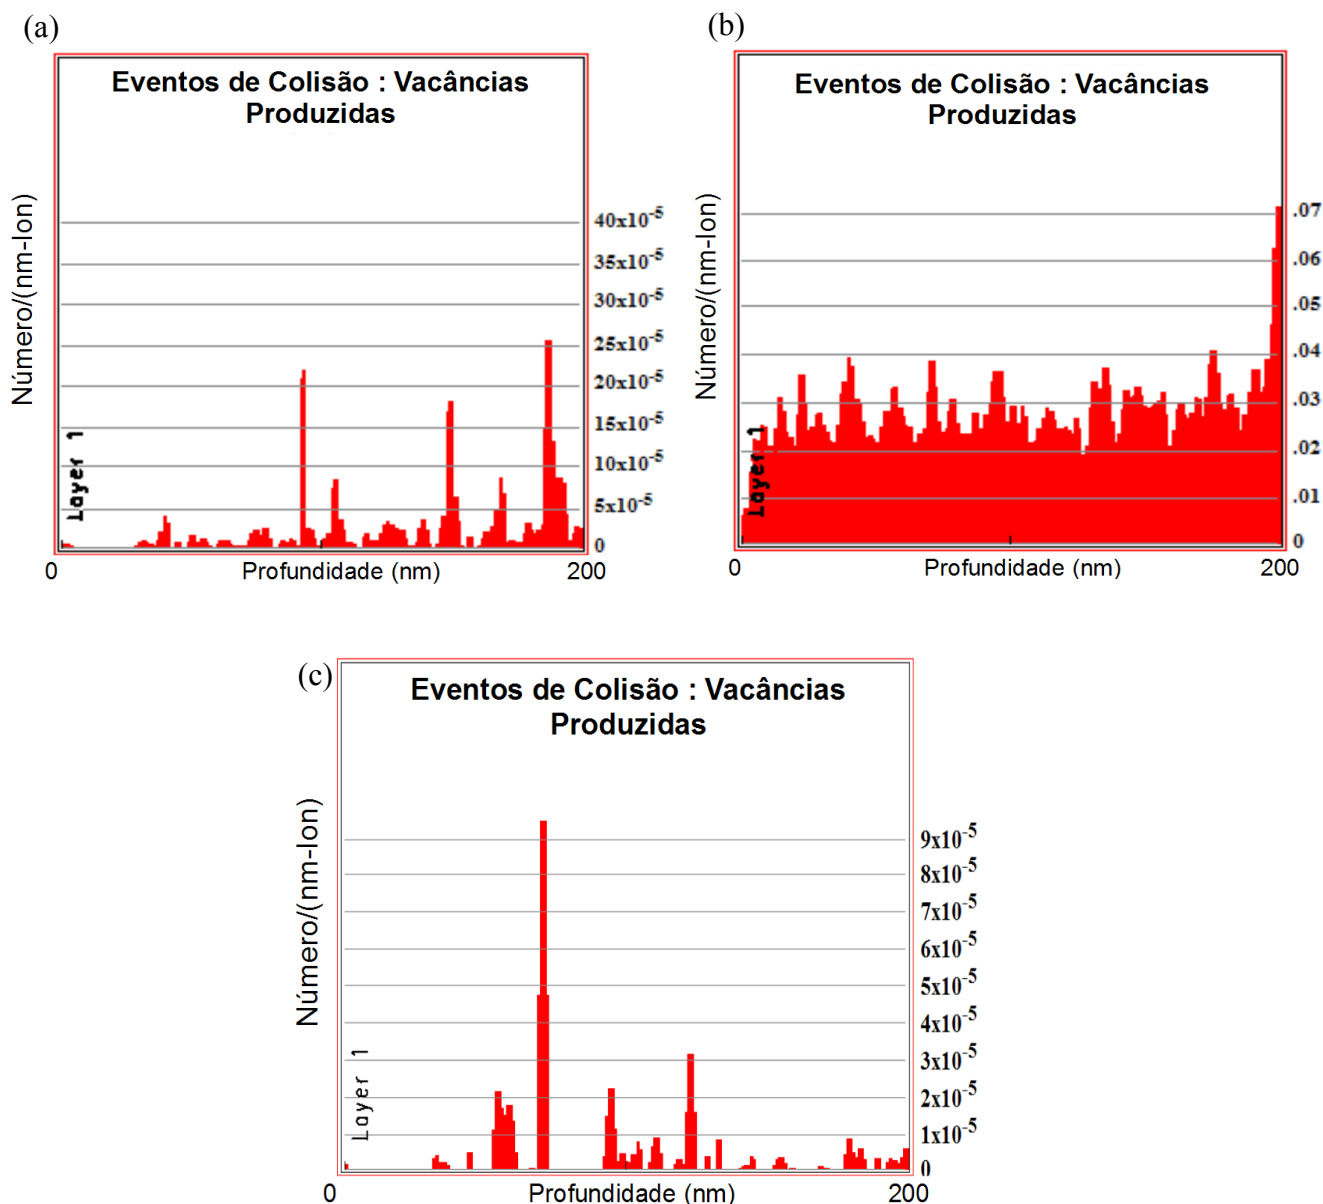 (a)
Eventos de Colisão : Vacâncias
Produzidas
Número/(nm-Ion)
40x10⁻⁵
35x10⁻⁵
30x10⁻⁵
25x10⁻⁵
20x10⁻⁵
15x10⁻⁵
10x10⁻⁵
5x10⁻⁵
0
Layer 1
0
Profundidade (nm)
200
(b)
Eventos de Colisão : Vacâncias
Produzidas
Número/(nm-Ion)
.07
.06
.05
.04
.03
.02
.01
0
Layer 1
0
Profundidade (nm)
200
(c)
Eventos de Colisão : Vacâncias
Produzidas
Número/(nm-Ion)
9x10⁻⁵
8x10⁻⁵
7x10⁻⁵
6x10⁻⁵
5x10⁻⁵
4x10⁻⁵
3x10⁻⁵
2x10⁻⁵
1x10⁻⁵
0
Layer 1
0
Profundidade (nm)
200